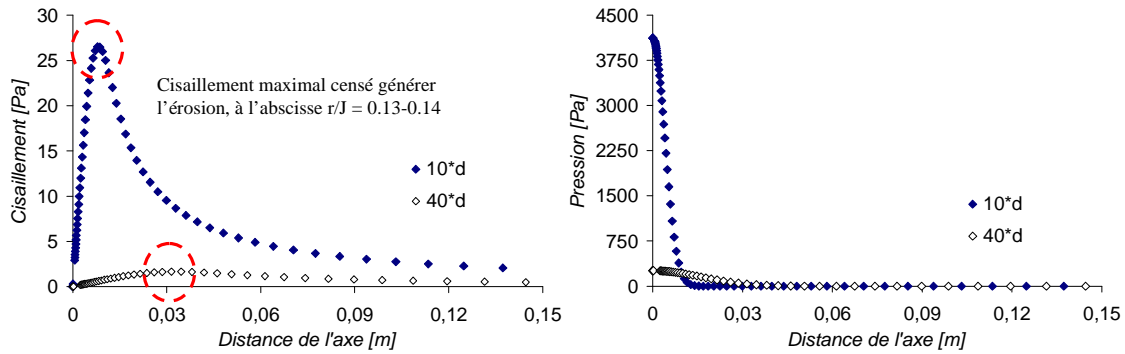 Cisaillement [Pa]
30
25
20
15
10
5
0
0
0,03
0,06
0,09
0,12
0,15
Distance de l'axe [m]
Cisaillement maximal censé générer
l'érosion, à l'abscisse r/J = 0.13-0.14
10*d
40*d
Pression [Pa]
4500
3750
3000
2250
1500
750
0
0
0,03
0,06
0,09
0,12
0,15
Distance de l'axe [m]
10*d
40*d